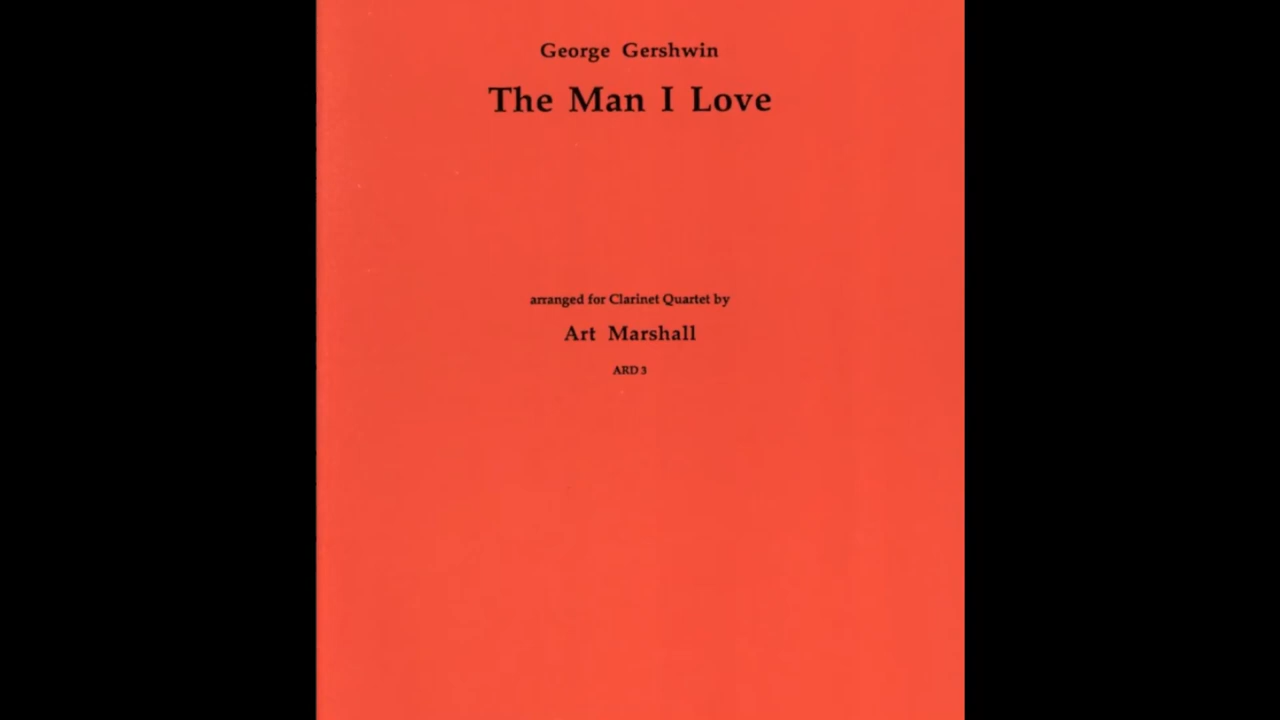 George Gershwin
The Man I Love
arranged for Clarinet Quartet by
Art Marshall
ARD 3